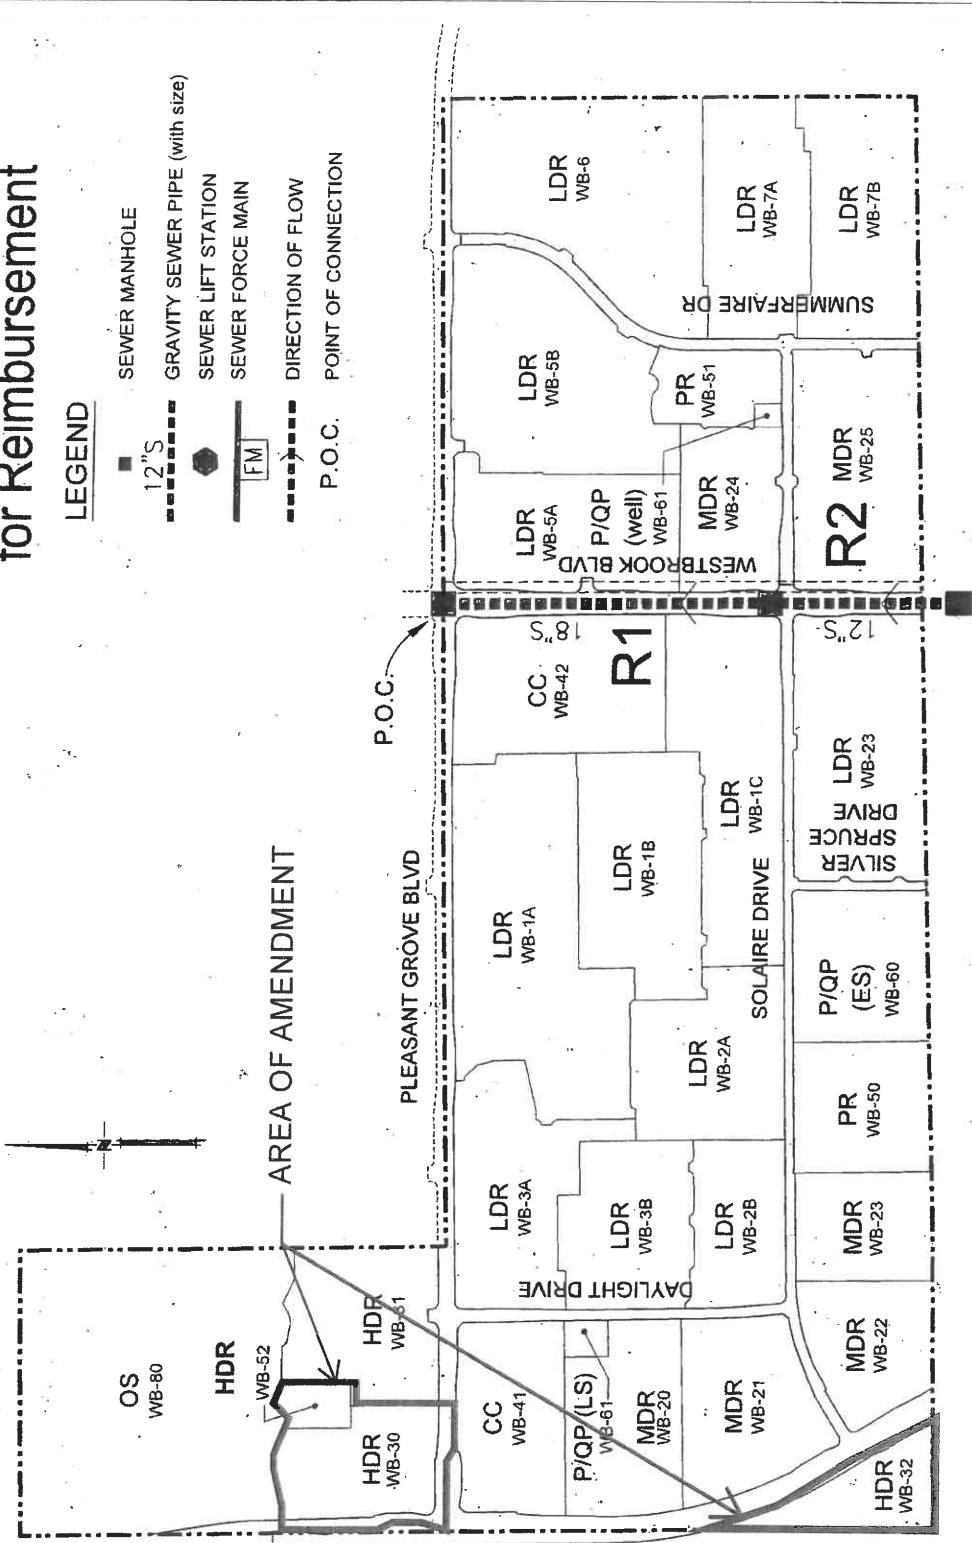 for Reimbursement
LEGEND
SEWER MANHOLE
12"S
GRAVITY SEWER PIPE (with size)
SEWER LIFT STATION
SEWER FORCE MAIN
FM
DIRECTION OF FLOW
P.O.C.
POINT OF CONNECTION
N
AREA OF AMENDMENT
PLEASANT GROVE BLVD
P.O.C.
OS
WB-80
HDR
WB-52
HDR
WB-31
HDR
WB-30
CC
WB-41
P/QP (LS)
WB-61
MDR
WB-20
MDR
WB-21
MDR
WB-22
HDR
WB-32
DAYLIGHT DRIVE
LDR
WB-3A
LDR
WB-3B
LDR
WB-2B
MDR
WB-23
LDR
WB-1A
LDR
WB-1B
LDR
WB-1C
LDR
WB-2A
SOLAIRE DRIVE
PR
WB-50
P/QP
(ES)
WB-60
SILVER
SPRUCE
DRIVE
LDR
WB-23
CC
WB-42
R1
18"S
12"S
WESTBROOK BLVD
R2
LDR
WB-5A
P/QP
(well)
WB-61
MDR
WB-24
MDR
WB-25
LDR
WB-5B
PR
WB-51
SUMMERFAIRE DR
LDR
WB-6
LDR
WB-7A
LDR
WB-7B